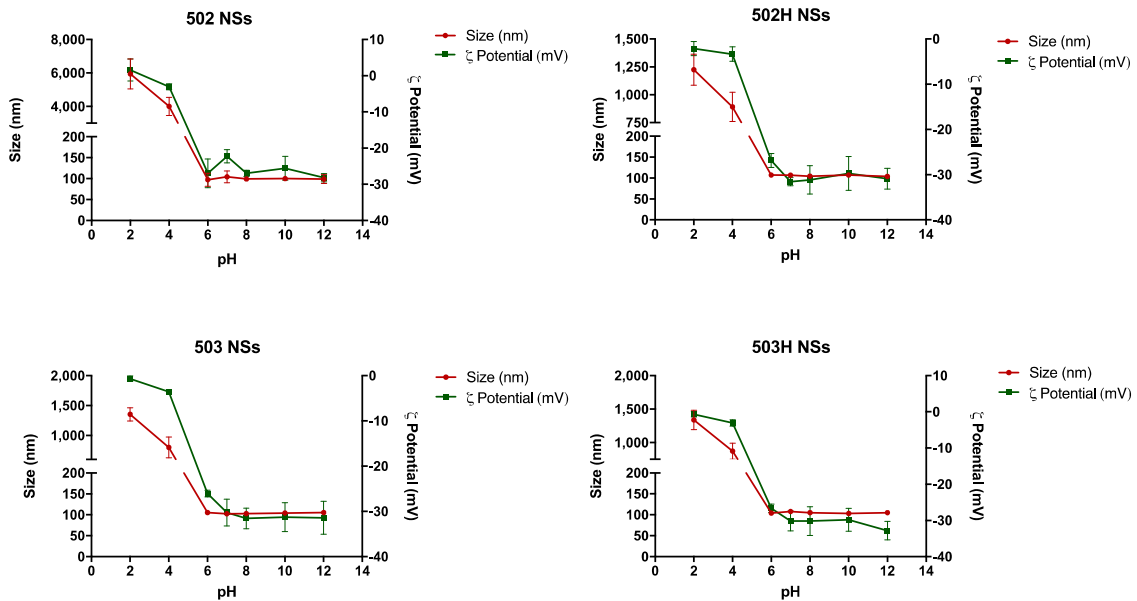 502 NSs
8,000
6,000
4,000
200
150
100
50
0
Size (nm)
0 2 4 6 8 10 12 14
pH
10
0
-10
-20
-30
-40
ζ Potential (mV)
Size (nm)
ζ Potential (mV)
502H NSs
1,500
1,250
1,000
750
200
150
100
50
0
Size (nm)
0 2 4 6 8 10 12 14
pH
0
-10
-20
-30
-40
ζ Potential (mV)
Size (nm)
ζ Potential (mV)
503 NSs
2,000
1,500
1,000
200
150
100
50
0
Size (nm)
0 2 4 6 8 10 12 14
pH
0
-10
-20
-30
-40
ζ Potential (mV)
Size (nm)
ζ Potential (mV)
503H NSs
2,000
1,500
1,000
200
150
100
50
0
Size (nm)
0 2 4 6 8 10 12 14
pH
10
0
-10
-20
-30
-40
ζ Potential (mV)
Size (nm)
ζ Potential (mV)